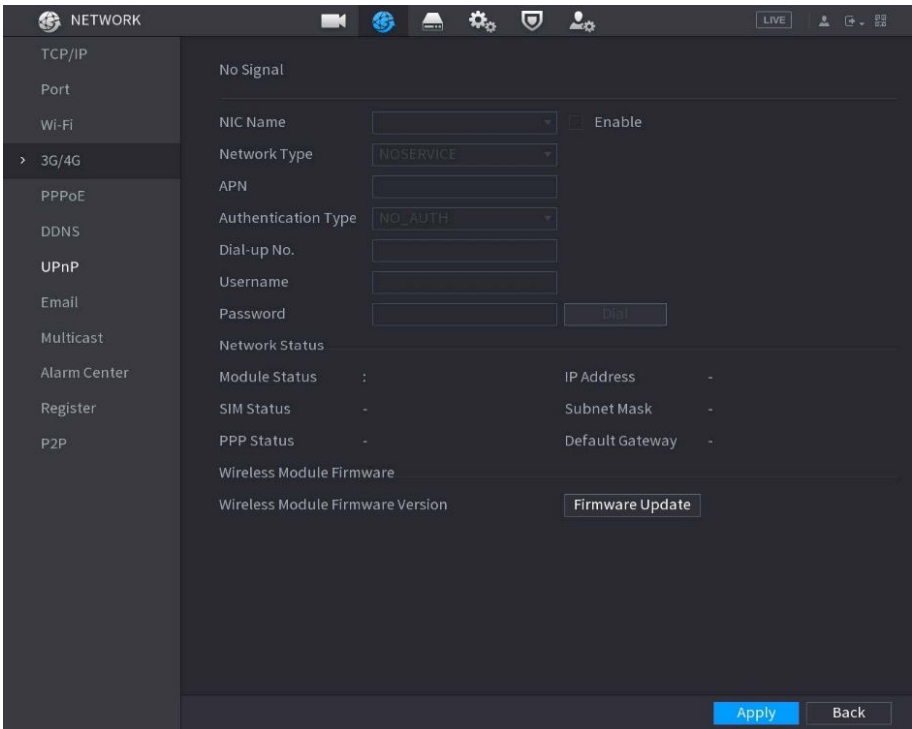 NETWORK
LIVE
TCP/IP
Port
Wi-Fi
3G/4G
PPPoE
DDNS
UPnP
Email
Multicast
Alarm Center
Register
P2P
No Signal
NIC Name Enable
Network Type NOSERVICE
APN
Authentication Type NO_AUTH
Dial-up No.
Username
Password Dial
Network Status
Module Status : IP Address -
SIM Status - Subnet Mask -
PPP Status - Default Gateway -
Wireless Module Firmware
Wireless Module Firmware Version Firmware Update
Apply Back